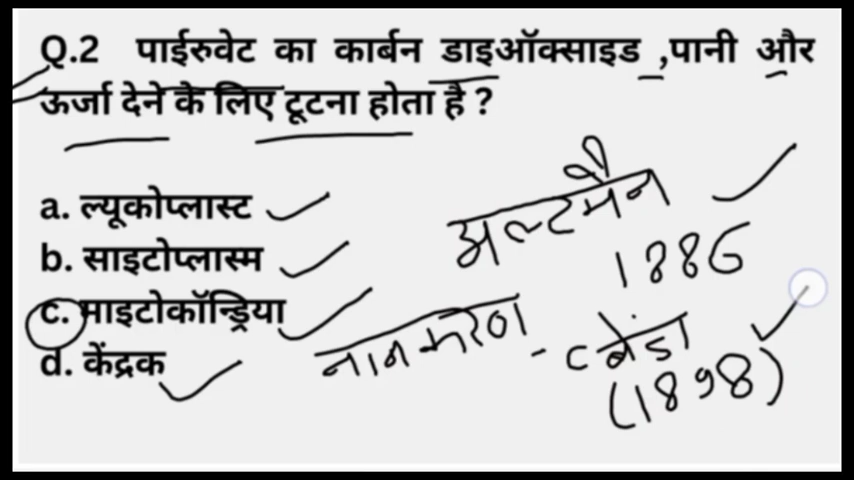 Q.2 पाईरुवेट का कार्बन डाइऑक्साइड ,पानी और
ऊर्जा देने के लिए टूटना होता है ?
a. ल्यूकोप्लास्ट
b. साइटोप्लास्म
c. माइटोकॉन्ड्रिया
d. केंद्रक
अल्टमैन
1886
नामकरण - C बेंडा
(1898)